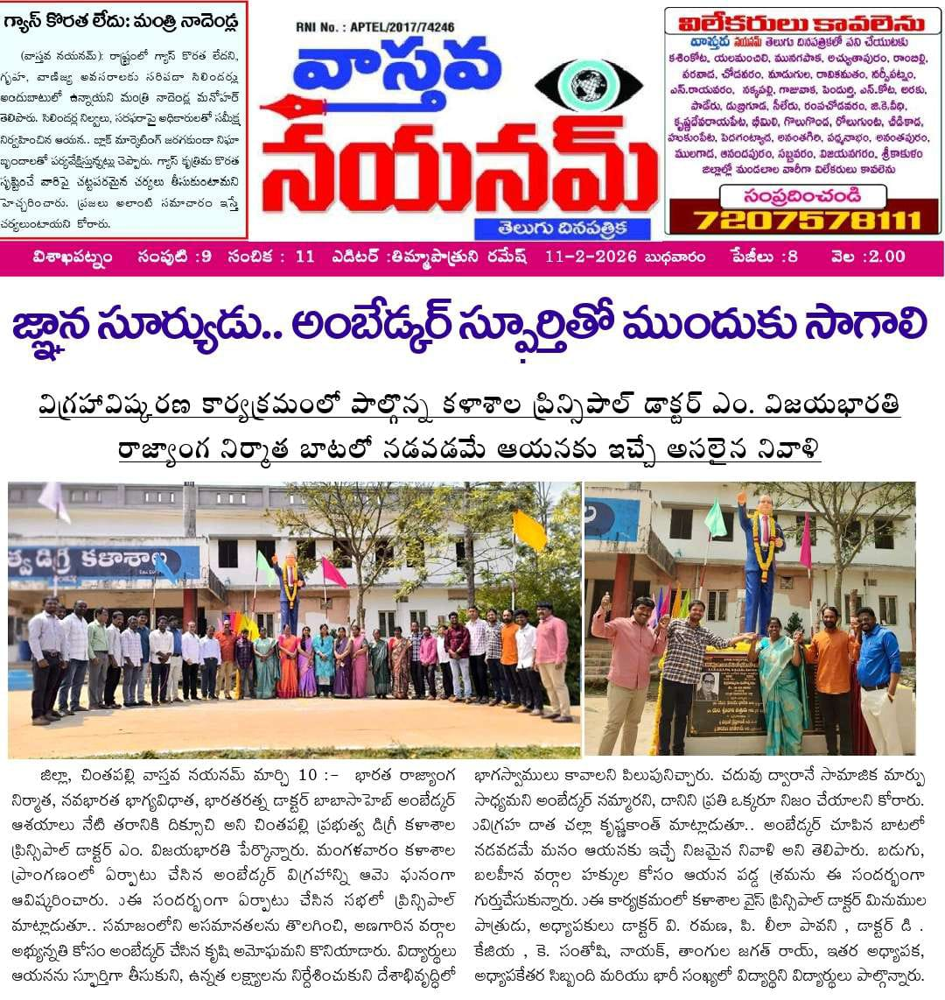 గ్యాస్ కొరత లేదు: మంత్రి నాదెండ్ల
(వాస్తవ నయనమ్): రాష్ట్రంలో గ్యాస్ కొరత లేదని,
గృహ, వాణిజ్య అవసరాలకు సరిపడా సిలిండర్లు
అందుబాటులో ఉన్నాయని మంత్రి నాదెండ్ల మనోహర్
తెలిపారు. సిలిండర్ల నిల్వలు, సరఫరాపై అధికారులతో సమీక్ష
నిర్వహించిన ఆయన.. బ్లాక్ మార్కెటింగ్ జరగకుండా నిఘా
బృందాలతో పర్యవేక్షిస్తున్నట్లు చెప్పారు. గ్యాస్ కృత్రిమ కొరత
సృష్టించే వారిపై చట్టపరమైన చర్యలు తీసుకుంటామని
హెచ్చరించారు. ప్రజలు అలాంటి సమాచారం ఇస్తే
చర్యలుంటాయని కోరారు.
RNI No. : APTEL/2017/74246
వాస్తవ
నయనమ్
తెలుగు దినపత్రిక
విలేకరులు కావలెను
వాస్తవ నయనమ్ తెలుగు దినపత్రికలో పని చేయుటకు
కశింకోట, యలమంచిలి, మునగపాక, అచ్యుతాపురం, రాంబిల్లి,
పరవాడ, చోడవరం, మాడుగుల, రావికమతం, నర్సీపట్నం,
ఎస్.రాయవరం, నక్కపల్లి, గాజువాక, పెందుర్తి, ఎస్.కోట, అరకు,
పాడేరు, డుబ్రిగూడ, సీలేరు, రంపచోడవరం, జి.కె.వీధి,
కృష్ణదేవరాయపేట, భీమిలి, గొలుగొండ, రోలుగుంట, చీడికాడ,
హుకుంపేట, పెదగంట్యాడ, అనంతగిరి, పద్మనాభం, అనంతపురం,
ములగాడ, ఆనందపురం, సబ్బవరం, విజయనగరం, శ్రీకాకుళం
జిల్లాల్లో మండలాల వారీగా విలేకరులు కావలెను
సంప్రదించండి
7207578111
విశాఖపట్నం సంపుటి :9 సంచిక : 11 ఎడిటర్ :తిమ్మాపాత్రుని రమేష్ 11-2-2026 బుధవారం పేజీలు :8 వెల :2.00
జ్ఞాన సూర్యుడు.. అంబేడ్కర్ స్ఫూర్తితో ముందుకు సాగాలి
విగ్రహావిష్కరణ కార్యక్రమంలో పాల్గొన్న కళాశాల ప్రిన్సిపాల్ డాక్టర్ ఎం. విజయభారతి
రాజ్యాంగ నిర్మాత బాటలో నడవడమే ఆయనకు ఇచ్చే అసలైన నివాళి
త్వ డిగ్రీ కళాశాల
జిల్లా, చింతపల్లి వాస్తవ నయనమ్ మార్చి 10 :- భారత రాజ్యాంగ
నిర్మాత, నవభారత భాగ్యవిధాత, భారతరత్న డాక్టర్ బాబాసాహెబ్ అంబేడ్కర్
ఆశయాలు నేటి తరానికి దిక్సూచి అని చింతపల్లి ప్రభుత్వ డిగ్రీ కళాశాల
ప్రిన్సిపాల్ డాక్టర్ ఎం. విజయభారతి పేర్కొన్నారు. మంగళవారం కళాశాల
ప్రాంగణంలో ఏర్పాటు చేసిన అంబేడ్కర్ విగ్రహాన్ని ఆమె ఘనంగా
ఆవిష్కరించారు. ఈ సందర్భంగా ఏర్పాటు చేసిన సభలో ప్రిన్సిపాల్
మాట్లాడుతూ.. సమాజంలోని అసమానతలను తొలగించి, అణగారిన వర్గాల
అభ్యున్నతి కోసం అంబేడ్కర్ చేసిన కృషి అమోఘమని కొనియాడారు. విద్యార్థులు
ఆయనను స్ఫూర్తిగా తీసుకుని, ఉన్నత లక్ష్యాలను నిర్దేశించుకుని దేశాభివృద్ధిలో
భాగస్వాములు కావాలని పిలుపునిచ్చారు. చదువు ద్వారానే సామాజిక మార్పు
సాధ్యమని అంబేడ్కర్ నమ్మారని, దానిని ప్రతి ఒక్కరూ నిజం చేయాలని కోరారు.
విగ్రహ దాత చల్లా కృష్ణకాంత్ మాట్లాడుతూ.. అంబేడ్కర్ చూపిన బాటలో
నడవడమే మనం ఆయనకు ఇచ్చే నిజమైన నివాళి అని తెలిపారు. బడుగు,
బలహీన వర్గాల హక్కుల కోసం ఆయన పడ్డ శ్రమను ఈ సందర్భంగా
గుర్తుచేసుకున్నారు. ఈ కార్యక్రమంలో కళాశాల వైస్ ప్రిన్సిపాల్ డాక్టర్ మినుముల
పాత్రుడు, అధ్యాపకులు డాక్టర్ వి. రమణ, పి. లీలా పావని , డాక్టర్ డి .
కేజియ , కె. సంతోషి, నాయక్, తాంగుల జగత్ రాయ్, ఇతర అధ్యాపక,
అధ్యాపకేతర సిబ్బంది మరియు భారీ సంఖ్యలో విద్యార్థిని విద్యార్థులు పాల్గొన్నారు.